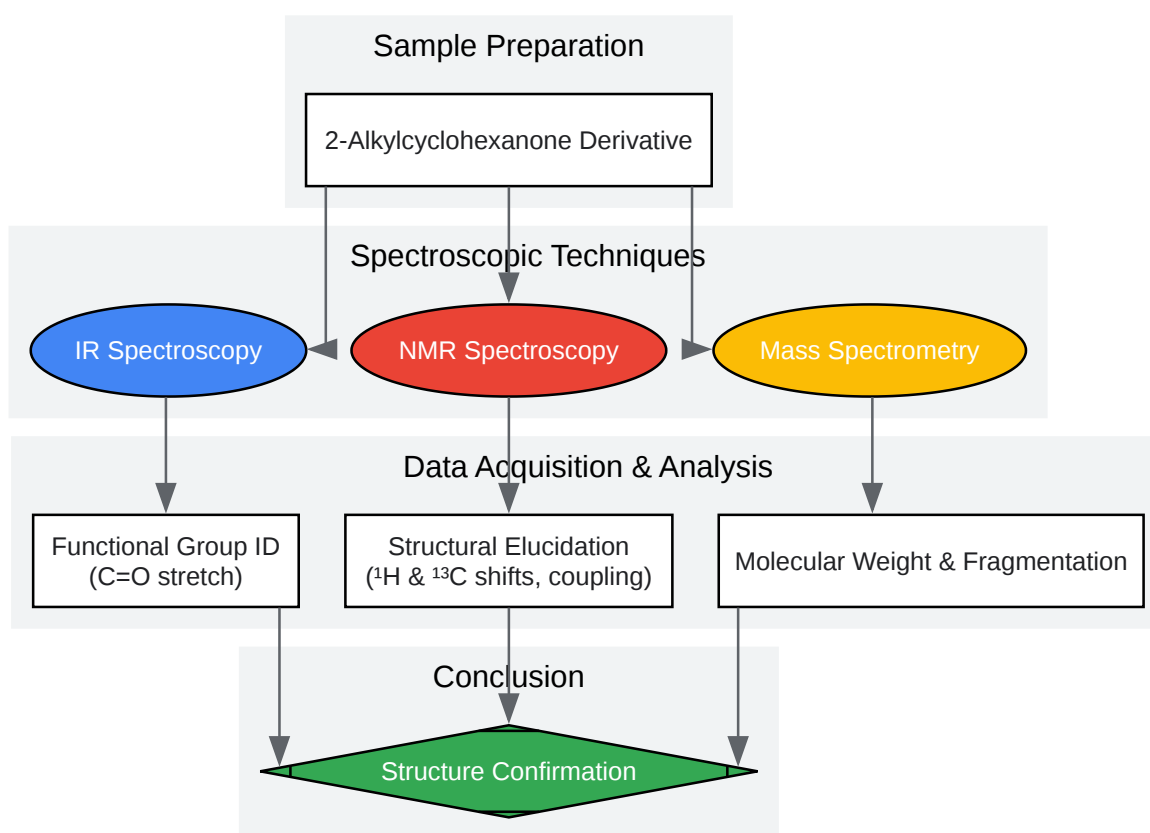 Sample Preparation
2-Alkylcyclohexanone Derivative
Spectroscopic Techniques
IR Spectroscopy
NMR Spectroscopy
Mass Spectrometry
Data Acquisition & Analysis
Functional Group ID
(C=O stretch)
Structural Elucidation
(¹H & ¹³C shifts, coupling)
Molecular Weight & Fragmentation
Conclusion
Structure Confirmation